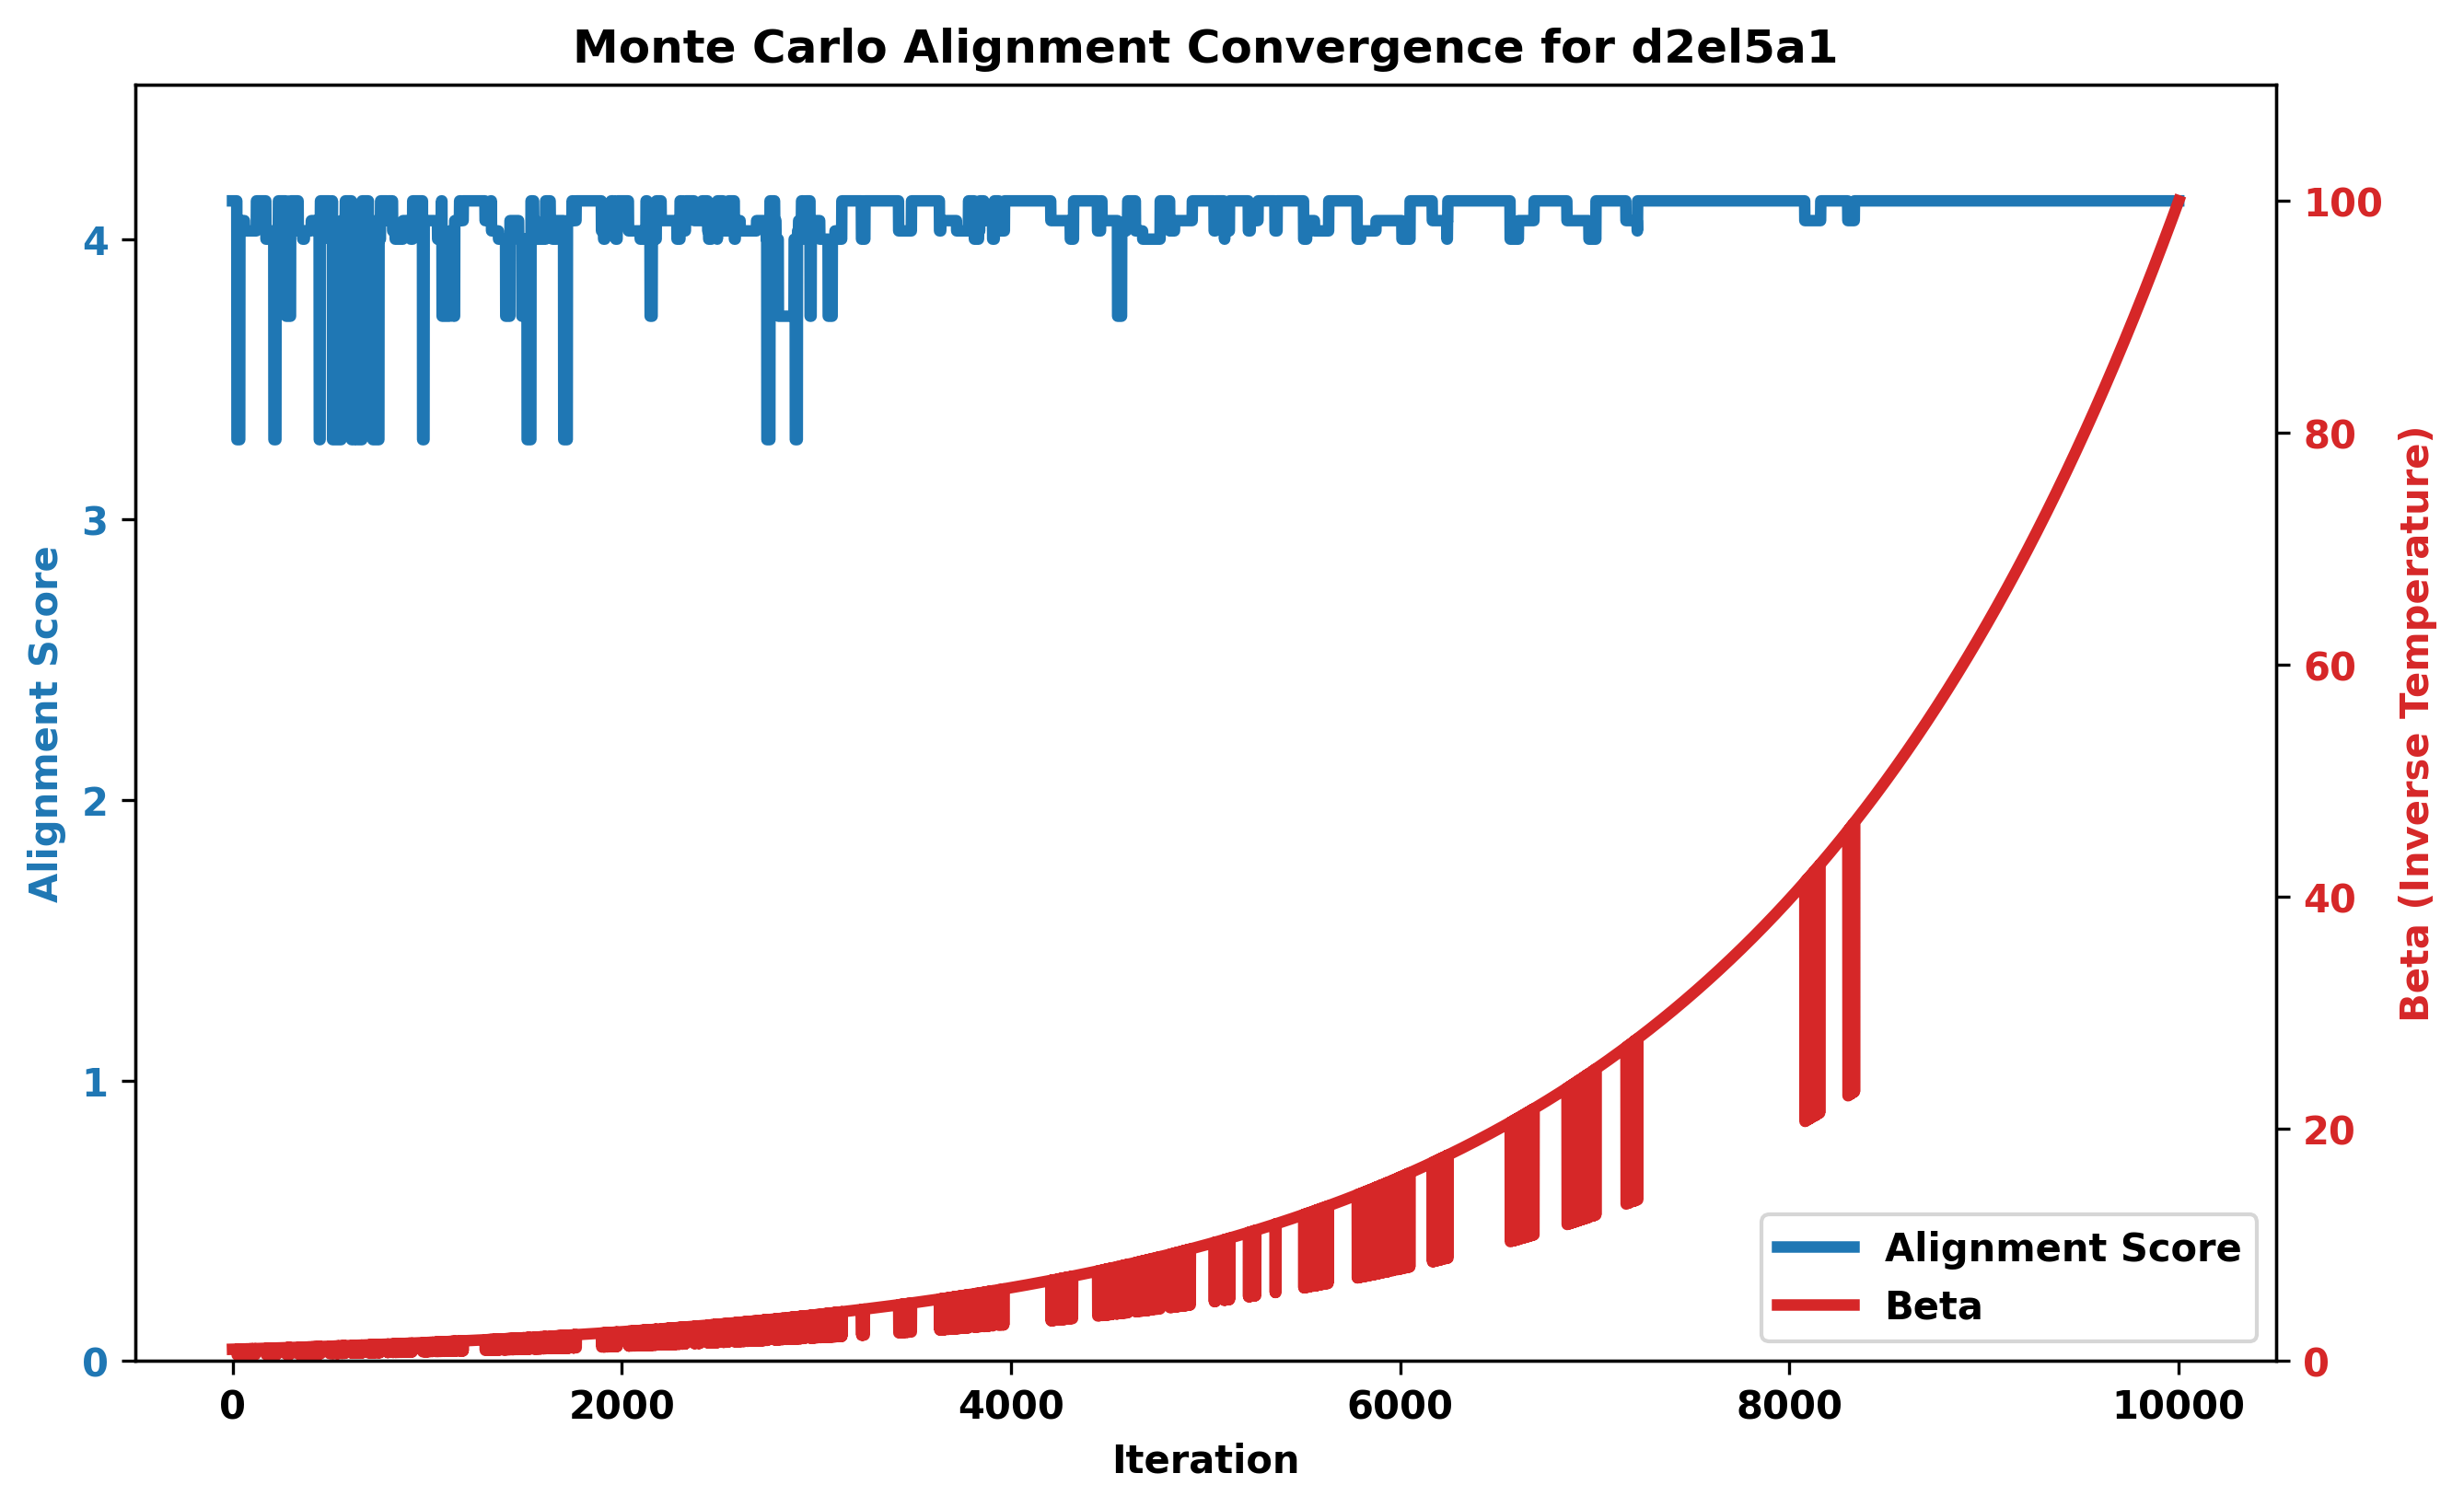 Monte Carlo Alignment Convergence for d2el5a1
Alignment Score
4
3
2
1
0
100
80
60
40
20
0
Beta (Inverse Temperature)
Alignment Score
Beta
0 2000 4000 6000 8000 10000
Iteration